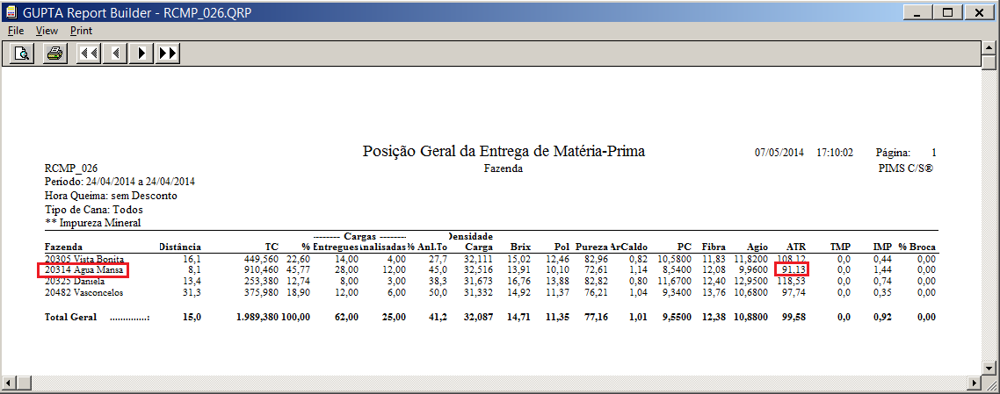 GUPTA Report Builder - RCMP_026.QRP
File View Print
Posição Geral da Entrega de Matéria-Prima 07/05/2014 17:10:02 Página: 1
RCMP_026 Fazenda PIMS C/S®
Período: 24/04/2014 a 24/04/2014
Hora Queima: sem Desconto
Tipo de Cana: Todos
** Impureza Mineral
-------- Cargas -------- Densidade
Fazenda Distância TC % Entregues Analisadas % Anl.To Carga Brix Pol Pureza ArCaldo PC Fibra Agio ATR TMP IMP % Broca
20305 Vista Bonita 16,1 449,560 22,60 14,00 4,00 27,7 32,111 15,02 12,46 82,96 0,82 10,5800 11,83 11,8200 108,12 0,0 0,44 0,00
20314 Agua Mansa 8,1 910,460 45,77 28,00 12,00 45,0 32,516 13,91 10,10 72,61 1,14 8,5400 12,08 9,9600 91,13 0,0 1,44 0,00
20325 Daniela 13,4 253,380 12,74 8,00 3,00 38,3 31,673 16,76 13,88 82,82 0,80 11,6700 12,40 12,9500 118,53 0,0 0,74 0,00
20482 Vasconcelos 31,3 375,980 18,90 12,00 6,00 50,0 31,332 14,92 11,37 76,21 1,04 9,3400 13,76 10,6800 97,74 0,0 0,35 0,00
Total Geral ..............: 15,0 1.989,380 100,00 62,00 25,00 41,2 32,087 14,71 11,35 77,16 1,01 9,5500 12,38 10,8800 99,58 0,0 0,92 0,00